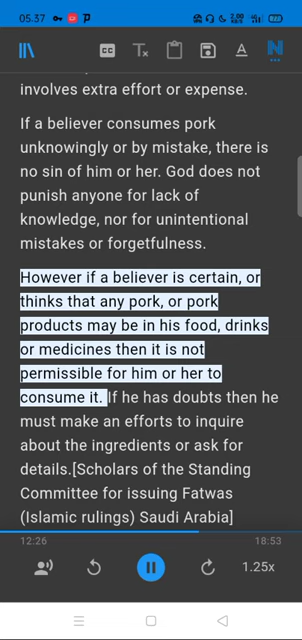 05.37
involves extra effort or expense.
If a believer consumes pork
unknowingly or by mistake, there is
no sin of him or her. God does not
punish anyone for lack of
knowledge, nor for unintentional
mistakes or forgetfulness.
However if a believer is certain, or
thinks that any pork, or pork
products may be in his food, drinks
or medicines then it is not
permissible for him or her to
consume it. If he has doubts then he
must make an efforts to inquire
about the ingredients or ask for
details.[Scholars of the Standing
Committee for issuing Fatwas
(Islamic rulings) Saudi Arabia]
12:26 18:53
1.25x